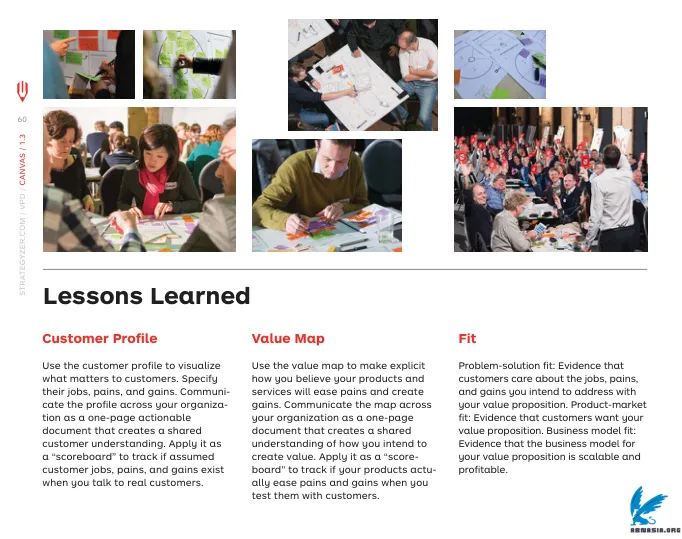 60
STRATEGYZER.COM / VPD / CANVAS / 1.3
Lessons Learned
Customer Profile
Use the customer profile to visualize
what matters to customers. Specify
their jobs, pains, and gains. Communi-
cate the profile across your organiza-
tion as a one-page actionable
document that creates a shared
customer understanding. Apply it as
a “scoreboard” to track if assumed
customer jobs, pains, and gains exist
when you talk to real customers.
Value Map
Use the value map to make explicit
how you believe your products and
services will ease pains and create
gains. Communicate the map across
your organization as a one-page
document that creates a shared
understanding of how you intend to
create value. Apply it as a “score-
board” to track if your products actu-
ally ease pains and gains when you
test them with customers.
Fit
Problem-solution fit: Evidence that
customers care about the jobs, pains,
and gains you intend to address with
your value proposition. Product-market
fit: Evidence that customers want your
value proposition. Business model fit:
Evidence that the business model for
your value proposition is scalable and
profitable.
ARMASIA.ORG